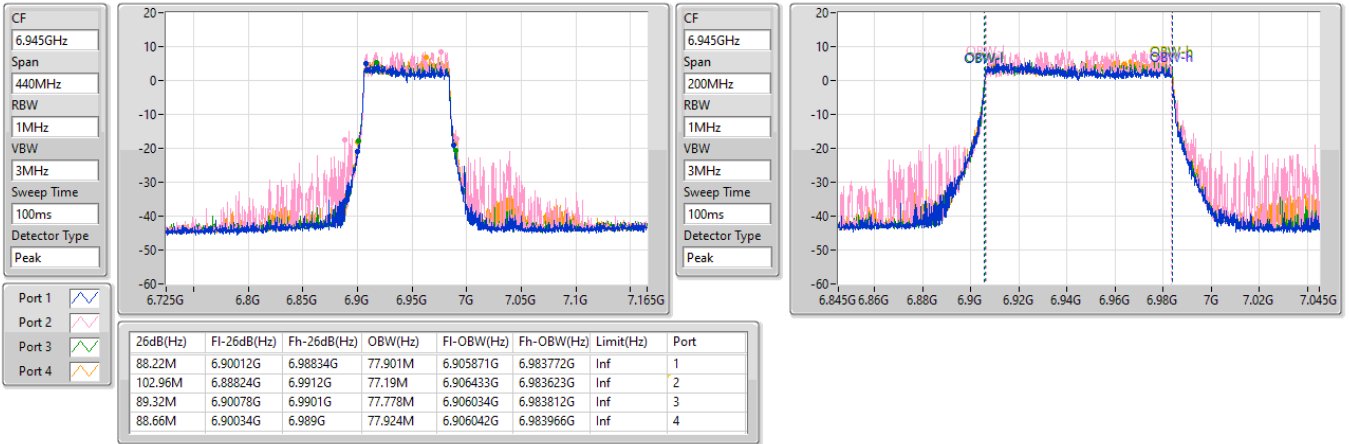 CF
6.945GHz
Span
440MHz
RBW
1MHz
VBW
3MHz
Sweep Time
100ms
Detector Type
Peak
20
10
0
-10
-20
-30
-40
-50
-60
6.725G 6.8G 6.85G 6.9G 6.95G 7G 7.05G 7.1G 7.165G
CF
6.945GHz
Span
200MHz
RBW
1MHz
VBW
3MHz
Sweep Time
100ms
Detector Type
Peak
20
10
0
-10
-20
-30
-40
-50
-60
OBW-l OBW-h
6.845G 6.86G 6.88G 6.9G 6.92G 6.94G 6.96G 6.98G 7G 7.02G 7.045G
Port 1
Port 2
Port 3
Port 4
26dB(Hz) Fl-26dB(Hz) Fh-26dB(Hz) OBW(Hz) Fl-OBW(Hz) Fh-OBW(Hz) Limit(Hz) Port
88.22M 6.90012G 6.98834G 77.901M 6.905871G 6.983772G Inf 1
102.96M 6.88824G 6.9912G 77.19M 6.906433G 6.983623G Inf 2
89.32M 6.90078G 6.9901G 77.778M 6.906034G 6.983812G Inf 3
88.66M 6.90034G 6.989G 77.924M 6.906042G 6.983966G Inf 4